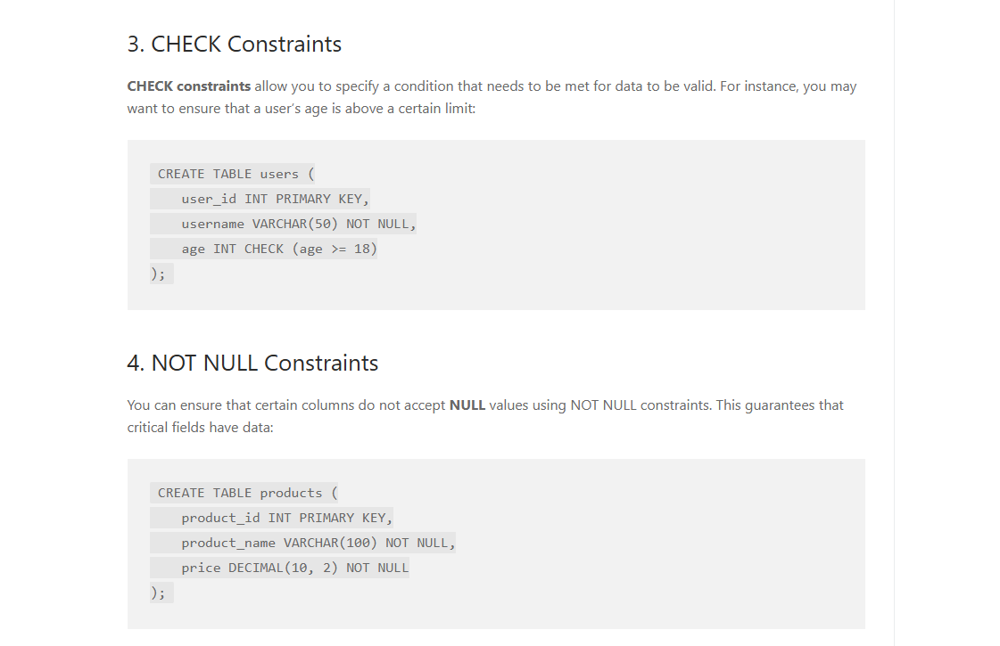 3. CHECK Constraints
CHECK constraints allow you to specify a condition that needs to be met for data to be valid. For instance, you may
want to ensure that a user’s age is above a certain limit:
CREATE TABLE users (
    user_id INT PRIMARY KEY,
    username VARCHAR(50) NOT NULL,
    age INT CHECK (age >= 18)
);
4. NOT NULL Constraints
You can ensure that certain columns do not accept NULL values using NOT NULL constraints. This guarantees that
critical fields have data:
CREATE TABLE products (
    product_id INT PRIMARY KEY,
    product_name VARCHAR(100) NOT NULL,
    price DECIMAL(10, 2) NOT NULL
);